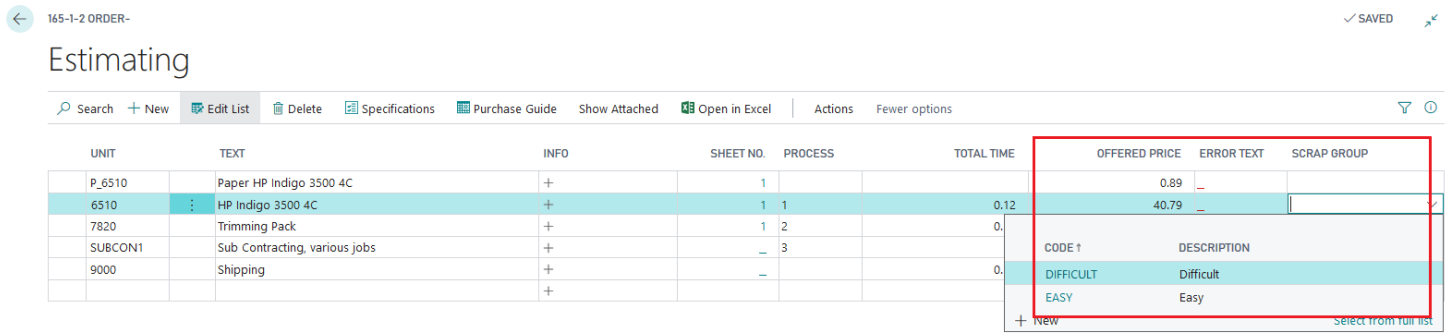 165-1-2 ORDER-
SAVED
Estimating
Search New Edit List Delete Specifications Purchase Guide Show Attached Open in Excel Actions Fewer options
UNIT TEXT INFO SHEET NO. PROCESS TOTAL TIME OFFERED PRICE ERROR TEXT SCRAP GROUP
P_6510 Paper HP Indigo 3500 4C + 1 0.89 _
6510 HP Indigo 3500 4C + 1 1 0.12 40.79 _
7820 Trimming Pack + 1 2 0.
SUBCON1 Sub Contracting, various jobs + _ 3
9000 Shipping + _ 0.
+
CODE↑ DESCRIPTION
DIFFICULT Difficult
EASY Easy
+ New Select from full list